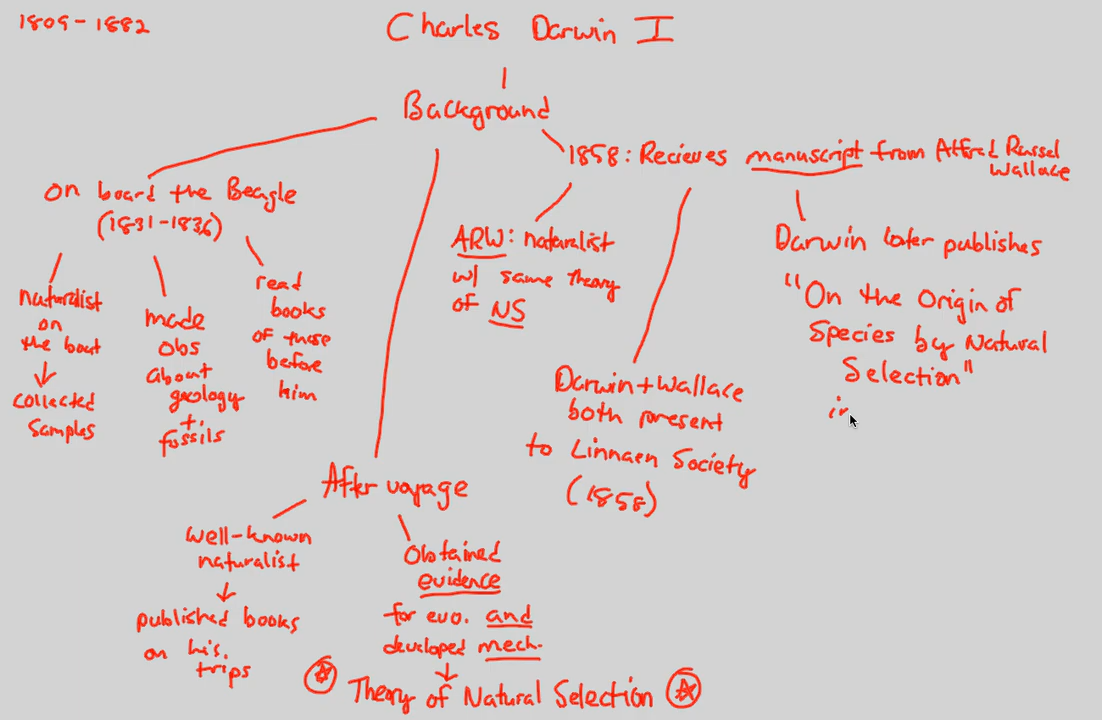 1809-1882
Charles Darwin I
Background
On board the Beagle
(1831-1836)
naturalist
on
the boat
collected
samples
made
obs
about
geology
+
fossils
read
books
of those
before
him
After voyage
well-known
naturalist
published books
on his
trips
Obtained
evidence
for evo. and
developed mech.
Theory of Natural Selection
1858: Recieves manuscript from Alfred Russel
Wallace
ARW: naturalist
w/ same theory
of NS
Darwin+Wallace
both present
to Linnaen Society
(1858)
Darwin later publishes
"On the Origin of
Species by Natural
Selection"
in